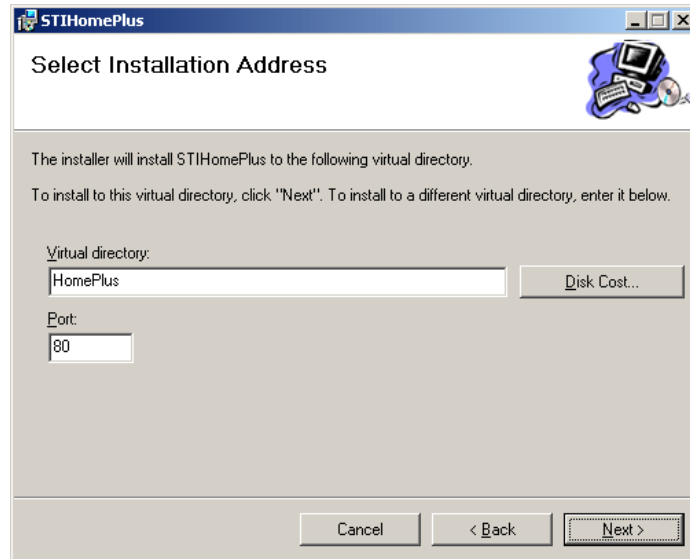 STIHomePlus
Select Installation Address
The installer will install STIHomePlus to the following virtual directory.
To install to this virtual directory, click "Next". To install to a different virtual directory, enter it below.
Virtual directory:
HomePlus
Disk Cost...
Port:
80
Cancel
< Back
Next >